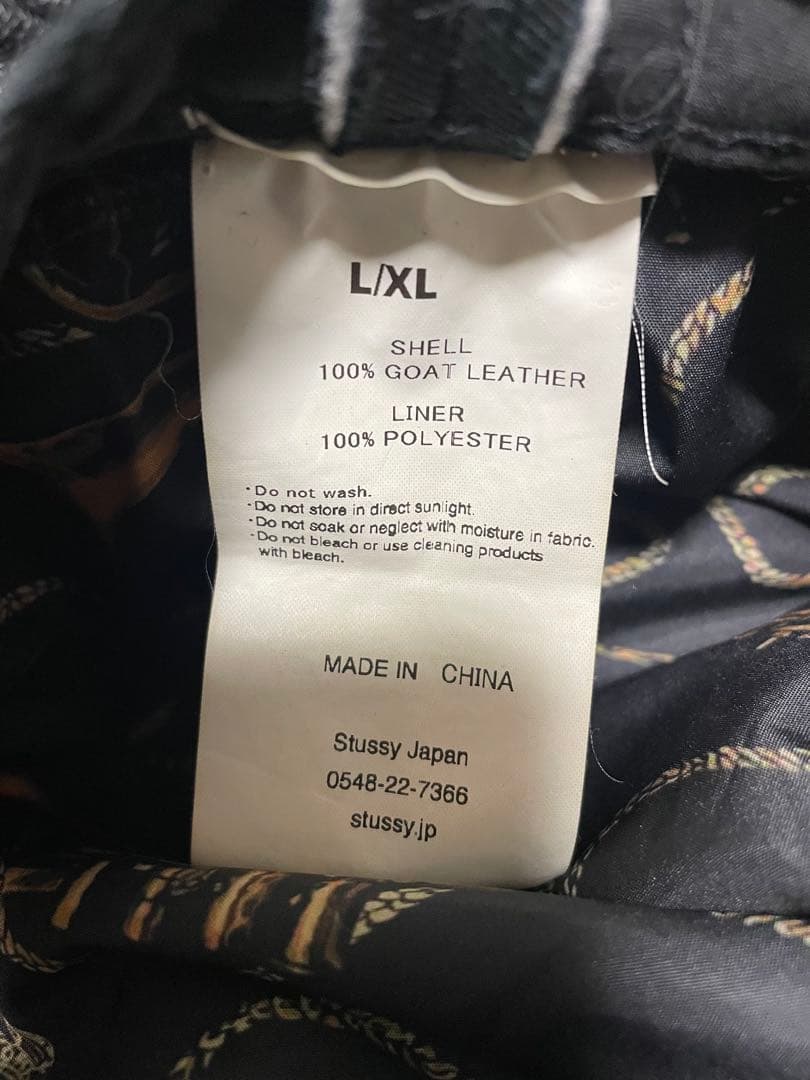 L/XL
SHELL
100% GOAT LEATHER
LINER
100% POLYESTER
·Do not wash.
·Do not store in direct sunlight.
·Do not soak or neglect with moisture in fabric.
·Do not bleach or use cleaning products
with bleach.
MADE IN CHINA
Stussy Japan
0548-22-7366
stussy.jp